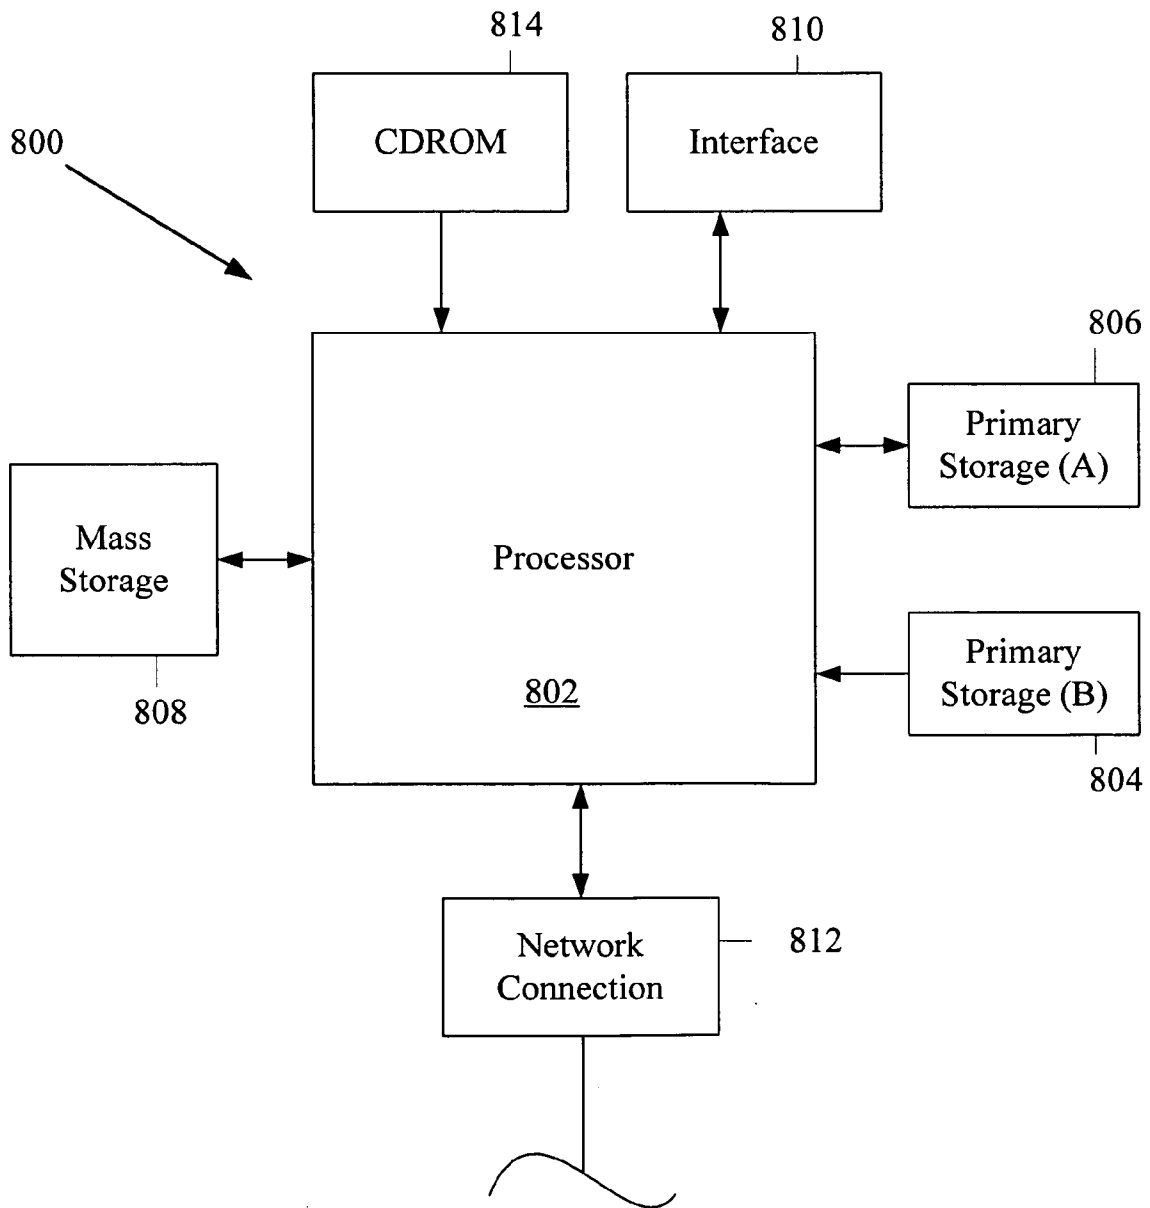 814
810
800
CDROM
Interface
806
Primary
Storage (A)
Mass
Storage
Processor
808
802
Primary
Storage (B)
804
Network
Connection
812